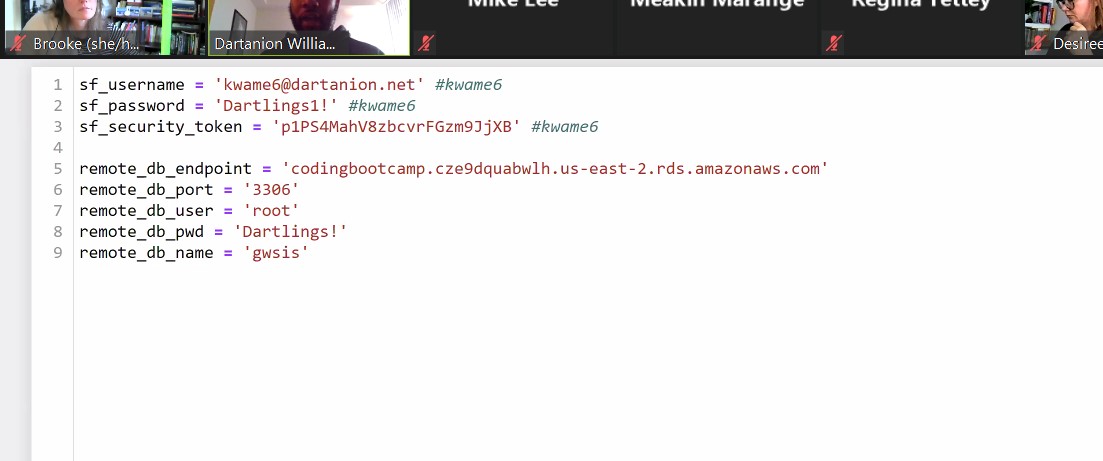 Mike Lee
Meakin Marange
Regina Tetley
Brooke (she/h...
Dartanion Willia...
Desiree
1 sf_username = 'kwame6@dartanion.net' #kwame6
2 sf_password = 'Dartlings1!' #kwame6
3 sf_security_token = 'p1PS4MahV8zbcvrFGzm9JjXB' #kwame6
4
5 remote_db_endpoint = 'codingbootcamp.cze9dquabwlh.us-east-2.rds.amazonaws.com'
6 remote_db_port = '3306'
7 remote_db_user = 'root'
8 remote_db_pwd = 'Dartlings!'
9 remote_db_name = 'gwsis'